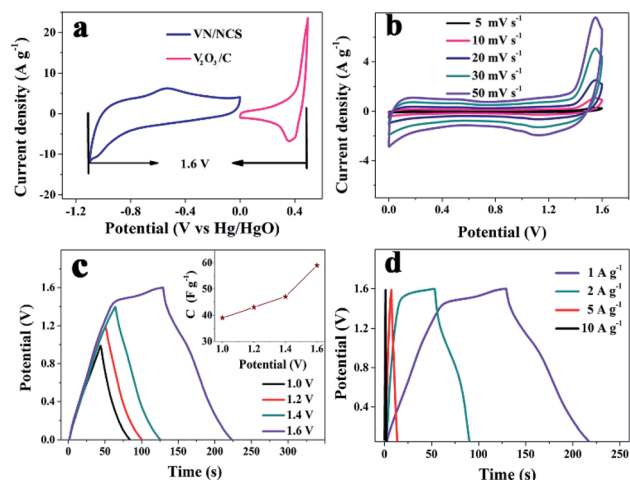 a
VN/NCS
V₂O₃/C
1.6 V
Current density (A g⁻¹)
20
10
0
-10
-20
-1.2
-0.8
-0.4
0.0
0.4
Potential (V vs Hg/HgO)
b
5 mV s⁻¹
10 mV s⁻¹
20 mV s⁻¹
30 mV s⁻¹
50 mV s⁻¹
Current density (A g⁻¹)
8
4
0
-4
0.0
0.4
0.8
1.2
1.6
Potential (V)
c
Potential (V)
1.6
1.2
0.8
0.4
0.0
0
50
100
150
200
250
Time (s)
C (F g⁻¹)
60
50
40
30
1.0
1.2
1.4
1.6
Potential (V)
1.0 V
1.2 V
1.4 V
1.6 V
d
1 A g⁻¹
2 A g⁻¹
5 A g⁻¹
10 A g⁻¹
Potential (V)
1.6
1.2
0.8
0.4
0
50
100
150
200
250
Time (s)